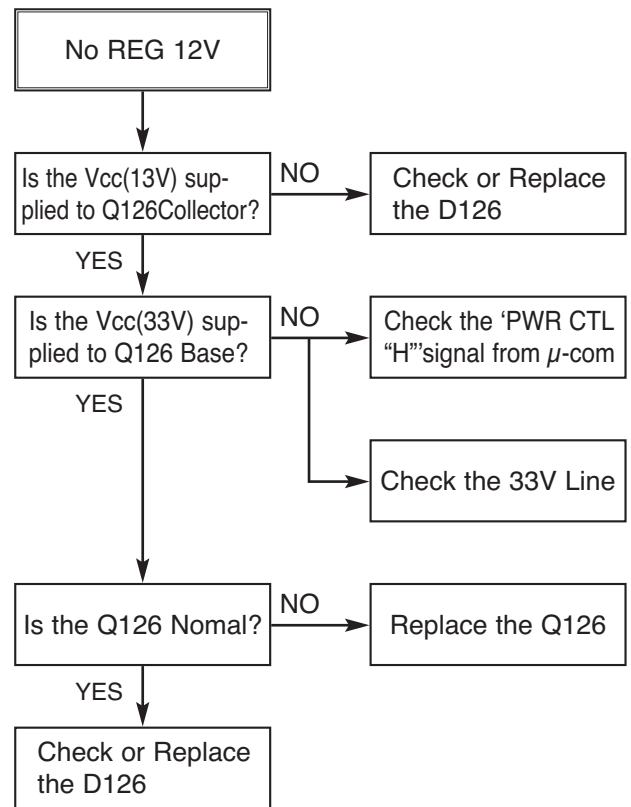 No REG 12V
Is the Vcc(13V) sup-
plied to Q126Collector?
NO
Check or Replace
the D126
YES
Is the Vcc(33V) sup-
plied to Q126 Base?
NO
Check the ‘PWR CTL
“H”’signal from µ-com
YES
Check the 33V Line
Is the Q126 Nomal?
NO
Replace the Q126
YES
Check or Replace
the D126